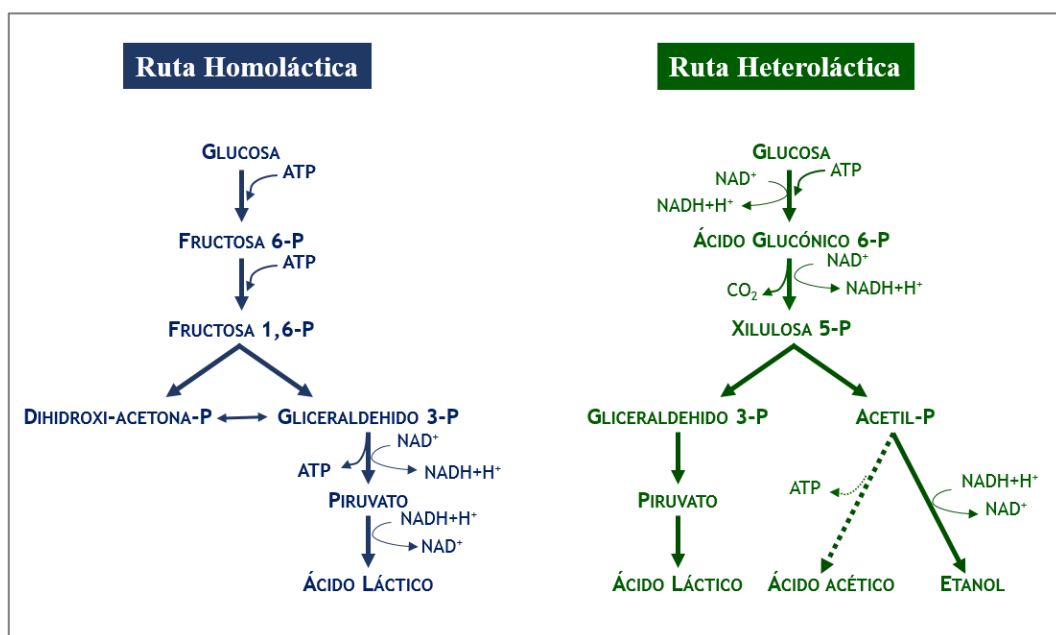 Ruta Homoláctica
GLUCOSA
ATP
FRUCTOSA 6-P
ATP
FRUCTOSA 1,6-P
DIHIDROXI-ACETONA-P
GLICERALDEHIDO 3-P
NAD⁺
ATP
NADH+H⁺
PIRUVATO
NADH+H⁺
NAD⁺
ÁCIDO LÁCTICO
Ruta Heteroláctica
GLUCOSA
NAD⁺
ATP
NADH+H⁺
ÁCIDO GLUCÓNICO 6-P
NAD⁺
CO₂
NADH+H⁺
XILULOSA 5-P
GLICERALDEHIDO 3-P
ACETIL-P
ATP
NADH+H⁺
NAD⁺
PIRUVATO
ÁCIDO LÁCTICO
ÁCIDO ACÉTICO
ETANOL